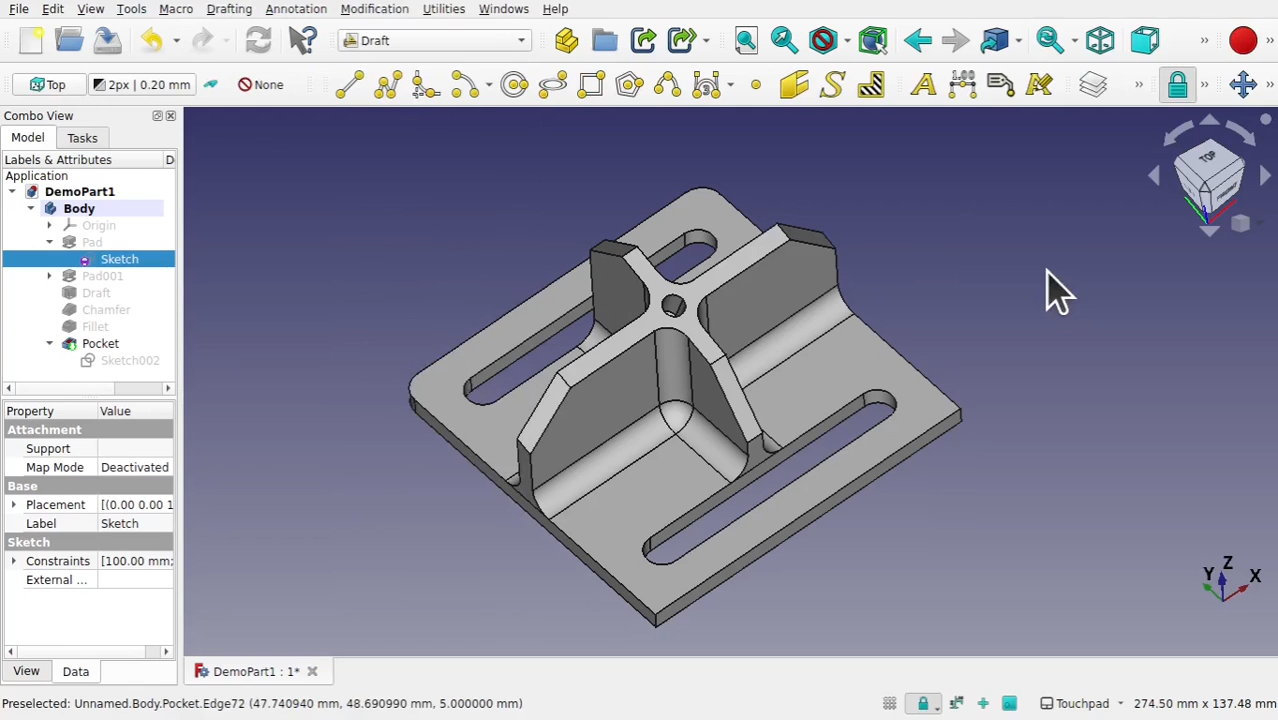 File Edit View Tools Macro Drafting Annotation Modification Utilities Windows Help
Draft
Top 2px | 0.20 mm None 3 A 1.00
Combo View
Model Tasks
Labels & Attributes D
Application
DemoPart1
Body
Origin
Pad
Sketch
Pad001
Draft
Chamfer
Fillet
Pocket
Sketch002
Property Value
Attachment
Support
Map Mode Deactivated
Base
Placement [(0.00 0.00 1
Label Sketch
Sketch
Constraints [100.00 mm;
External ...
View Data
TOP
Z
Y X
DemoPart1 : 1*
Preselected: Unnamed.Body.Pocket.Edge72 (47.740940 mm, 48.690990 mm, 5.000000 mm) Touchpad 274.50 mm x 137.48 mm